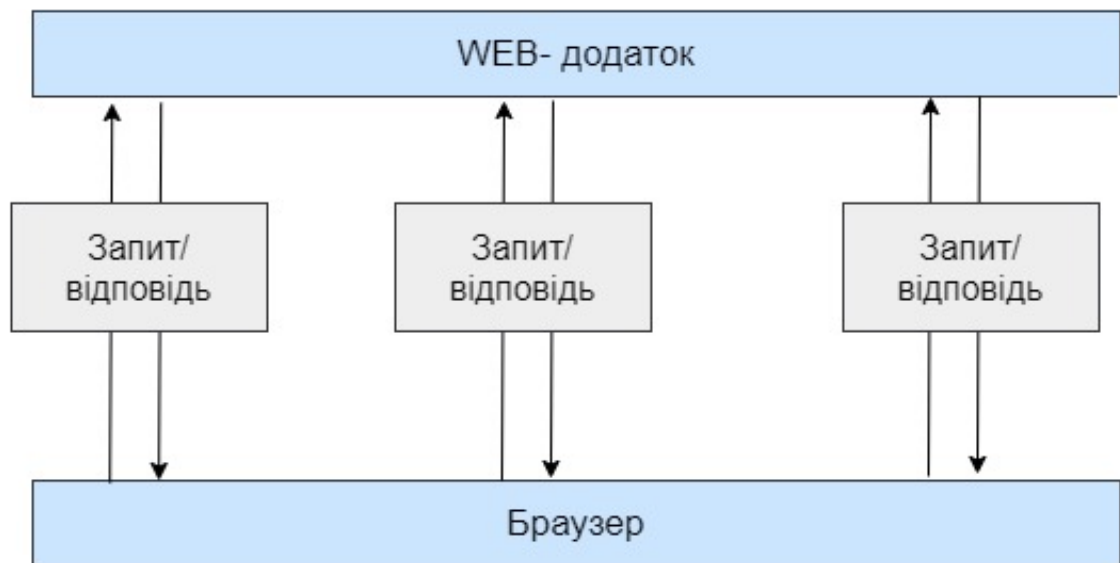 WEB- додаток
Запит/
відповідь
Запит/
відповідь
Запит/
відповідь
Браузер